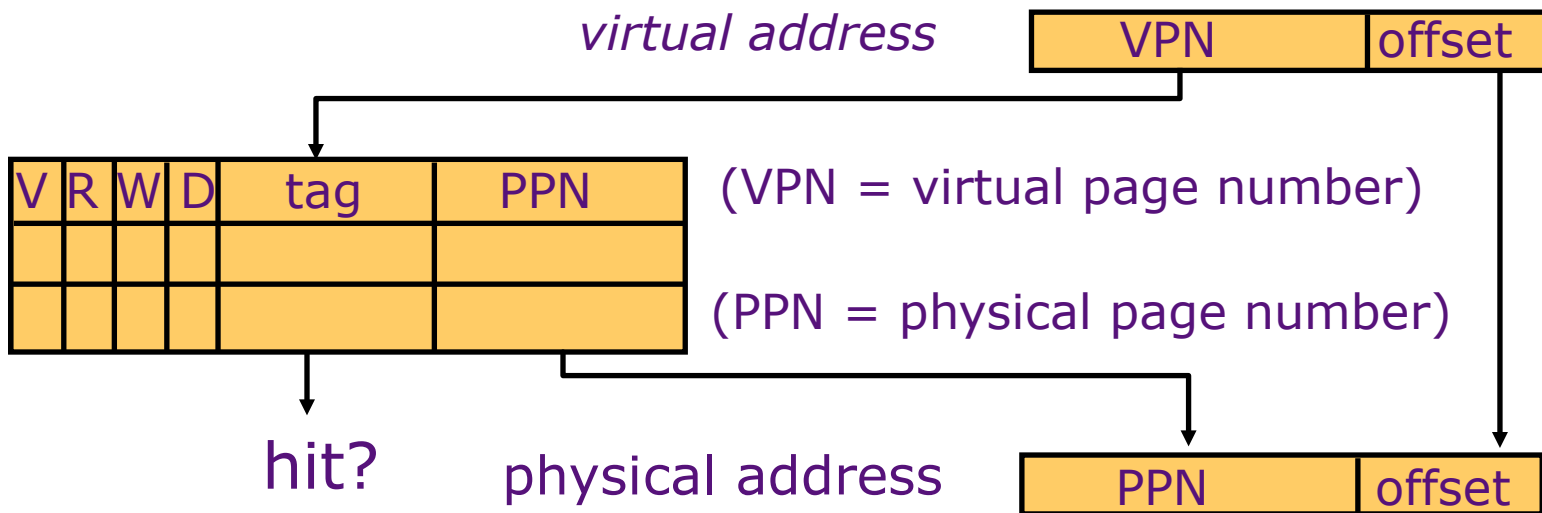 virtual address VPN offset
V R W D tag PPN (VPN = virtual page number)
(PPN = physical page number)
hit? physical address PPN offset